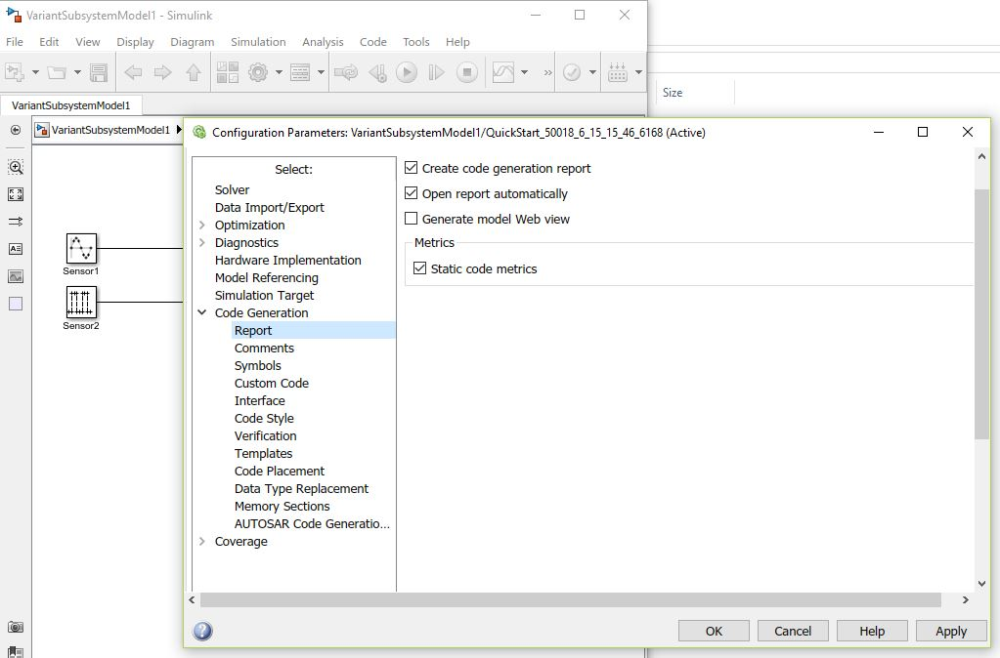 VariantSubsystemModel1 - Simulink
File Edit View Display Diagram Simulation Analysis Code Tools Help
VariantSubsystemModel1
VariantSubsystemModel1
Sensor1
Sensor2
Size
Configuration Parameters: VariantSubsystemModel1/QuickStart_50018_6_15_15_46_6168 (Active)
Select:
Solver
Data Import/Export
Optimization
Diagnostics
Hardware Implementation
Model Referencing
Simulation Target
Code Generation
Report
Comments
Symbols
Custom Code
Interface
Code Style
Verification
Templates
Code Placement
Data Type Replacement
Memory Sections
AUTOSAR Code Generatio...
Coverage
Create code generation report
Open report automatically
Generate model Web view
Metrics
Static code metrics
OK Cancel Help Apply